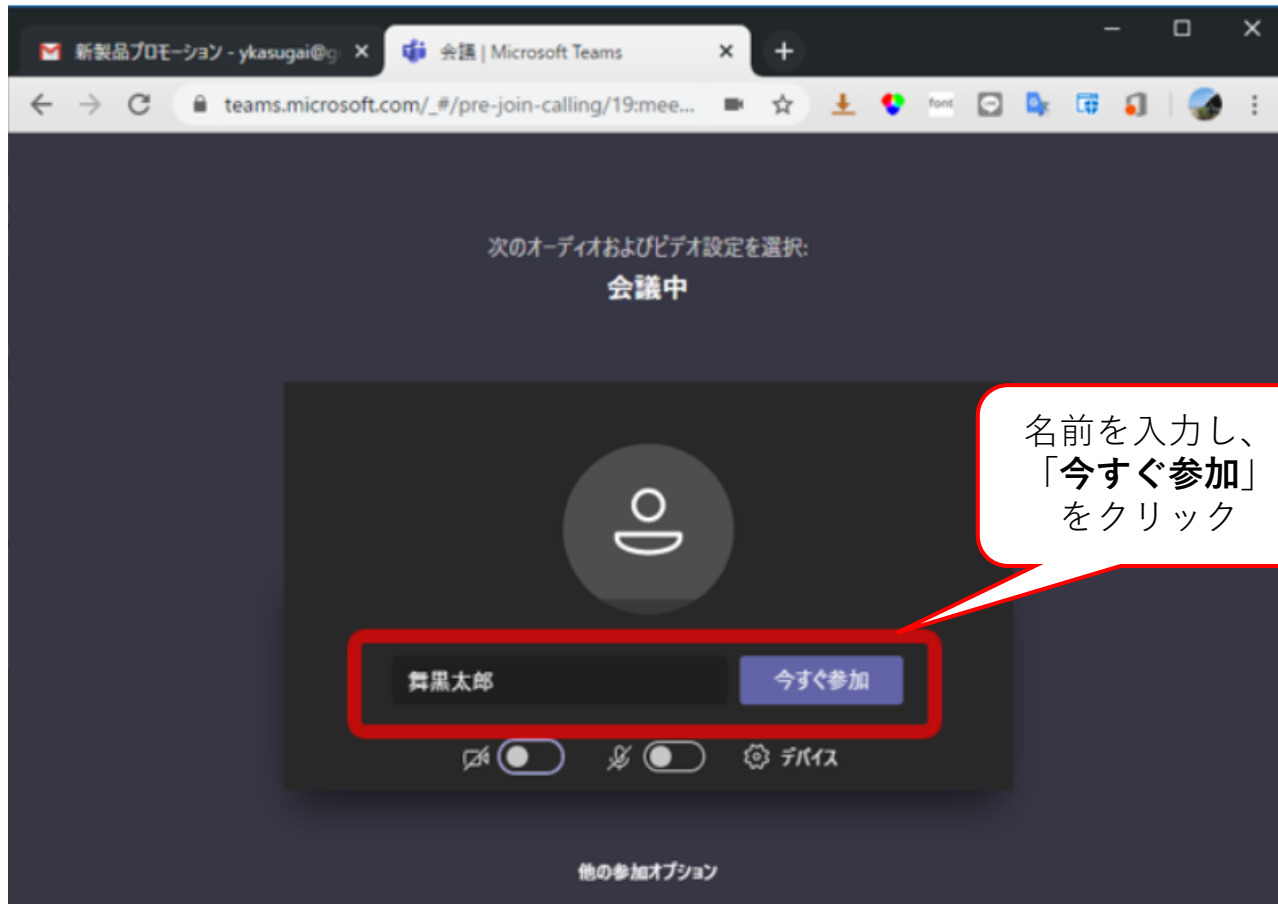 新製品プロモーション - ykasugai@g
会議 | Microsoft Teams
teams.microsoft.com/_#/pre-join-calling/19:mee...
font
次のオーディオおよびビデオ設定を選択:
会議中
名前を入力し、
「今すぐ参加」
をクリック
舞黒太郎
今すぐ参加
デバイス
他の参加オプション